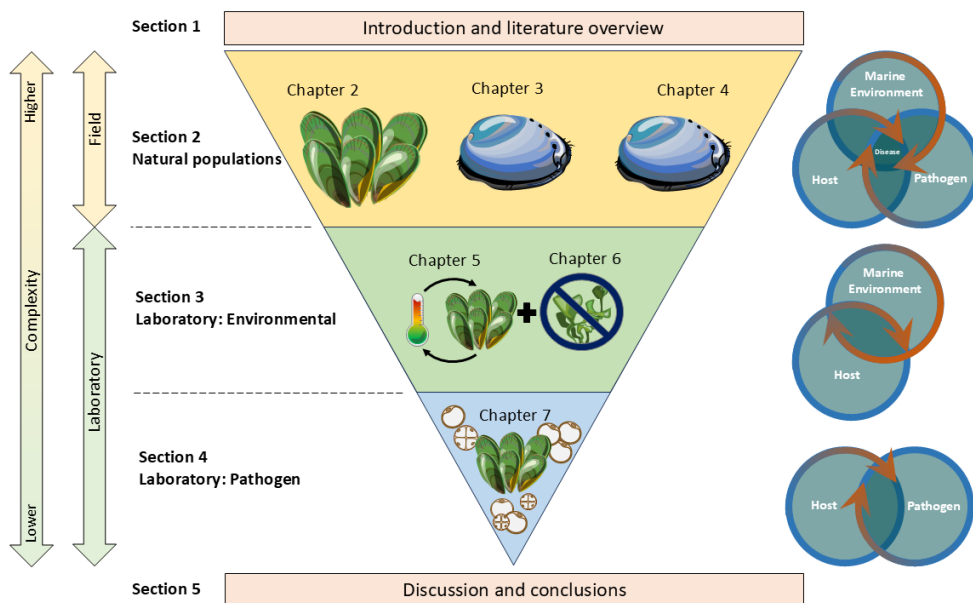 Section 1
Introduction and literature overview
Higher
Complexity
Lower
Field
Laboratory
Section 2
Natural populations
Chapter 2
Chapter 3
Chapter 4
Marine
Environment
Disease
Host
Pathogen
Section 3
Laboratory: Environmental
Chapter 5
Chapter 6
Marine
Environment
Host
Section 4
Laboratory: Pathogen
Chapter 7
Host
Pathogen
Section 5
Discussion and conclusions